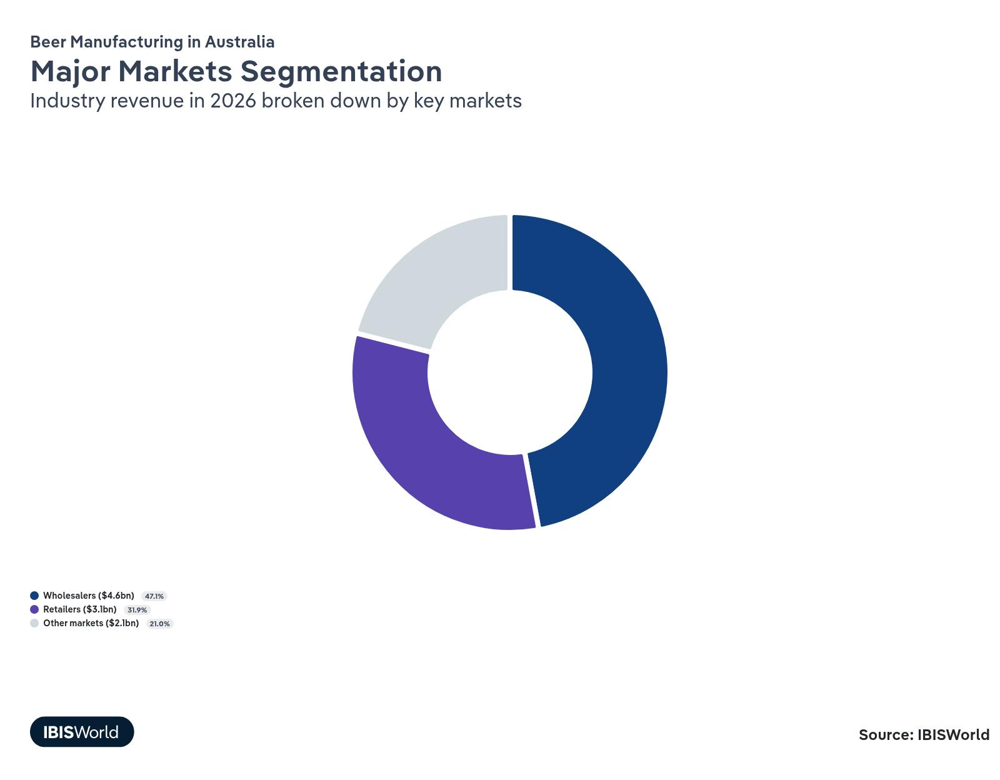 Beer Manufacturing in Australia
Major Markets Segmentation
Industry revenue in 2026 broken down by key markets
Wholesalers ($4.6bn) 47.1%
Retailers ($3.1bn) 31.9%
Other markets ($2.1bn) 21.0%
IBISWorld
Source: IBISWorld